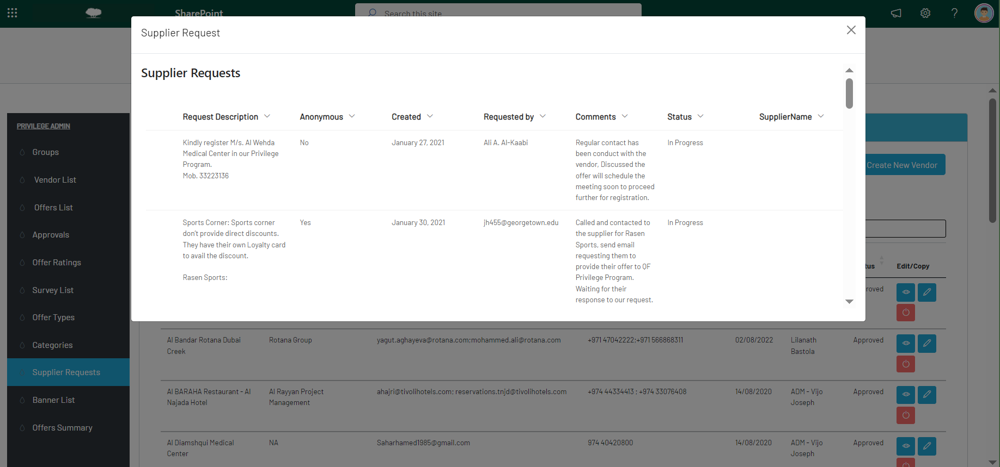 SharePoint
Search this site
Supplier Request
Supplier Requests
Request Description Anonymous Created Requested by Comments Status SupplierName
Kindly register M/s. Al Wehda
Medical Center in our Privilege
Program.
Mob. 33223136
No
January 27, 2021
Ali A. Al-Kaabi
Regular contact has
been conduct with the
vendor, Discussed the
offer will schedule the
meeting soon to proceed
further for registration.
In Progress
Sports Corner: Sports corner
don't provide direct discounts.
They have their own Loyalty card
to avail the discount.
Rasen Sports:
Yes
January 30, 2021
jh455@georgetown.edu
Called and contacted to
the supplier for Rasen
Sports, send email
requesting them to
provide their offer to QF
Privilege Program.
Waiting for their
response to our request.
In Progress
PRIVILEGE ADMIN
Groups
Vendor List
Offers List
Approvals
Offer Ratings
Survey List
Offer Types
Categories
Supplier Requests
Banner List
Offers Summary
Create New Vendor
tus Edit/Copy
roved
Al Bandar Rotana Dubai
Creek
Rotana Group
yagut.aghayeva@rotana.com;mohammed.ali@rotana.com
+971 47042222;+971 566868311
02/08/2022
Lilanath
Bastola
Approved
Al BARAHA Restaurant - Al
Najada Hotel
Al Rayyan Project
Management
ahajri@tivolihotels.com; reservations.tnjd@tivolihotels.com
+974 44334413 ; +974 33076408
14/08/2020
ADM - Vijo
Joseph
Approved
Al Diamshqui Medical
Center
NA
Saharhamed1985@gmail.com
974 40420800
14/08/2020
ADM - Vijo
Joseph
Approved